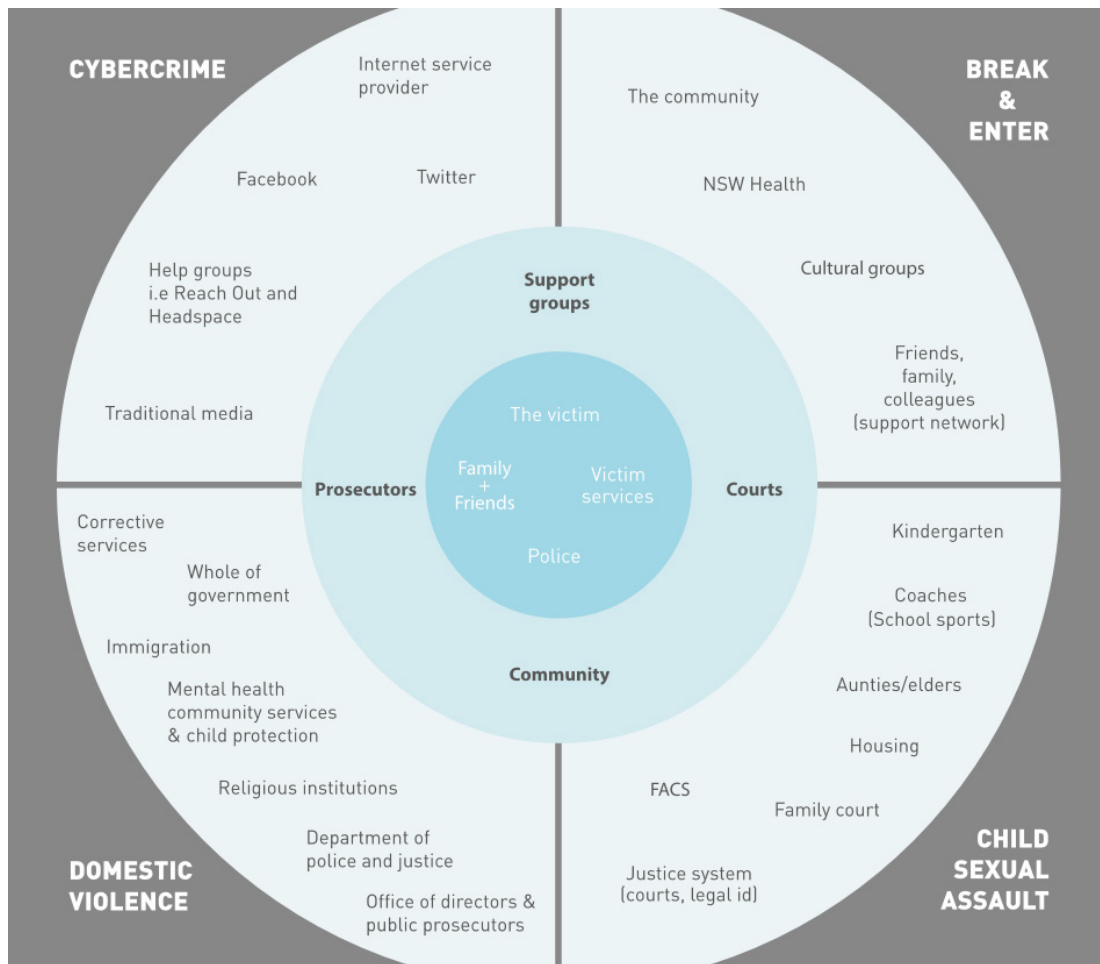 CYBERCRIME
Internet service
provider
Facebook
Twitter
Help groups
i.e Reach Out and
Headspace
Traditional media
BREAK
&
ENTER
The community
NSW Health
Cultural groups
Friends,
family,
colleagues
(support network)
Support
groups
Prosecutors
Courts
Community
The victim
Family
+
Friends
Victim
services
Police
Corrective
services
Whole of
government
Immigration
Mental health
community services
& child protection
Religious institutions
Department of
police and justice
Office of directors &
public prosecutors
DOMESTIC
VIOLENCE
Kindergarten
Coaches
(School sports)
Aunties/elders
Housing
FACS
Family court
Justice system
(courts, legal id)
CHILD
SEXUAL
ASSAULT